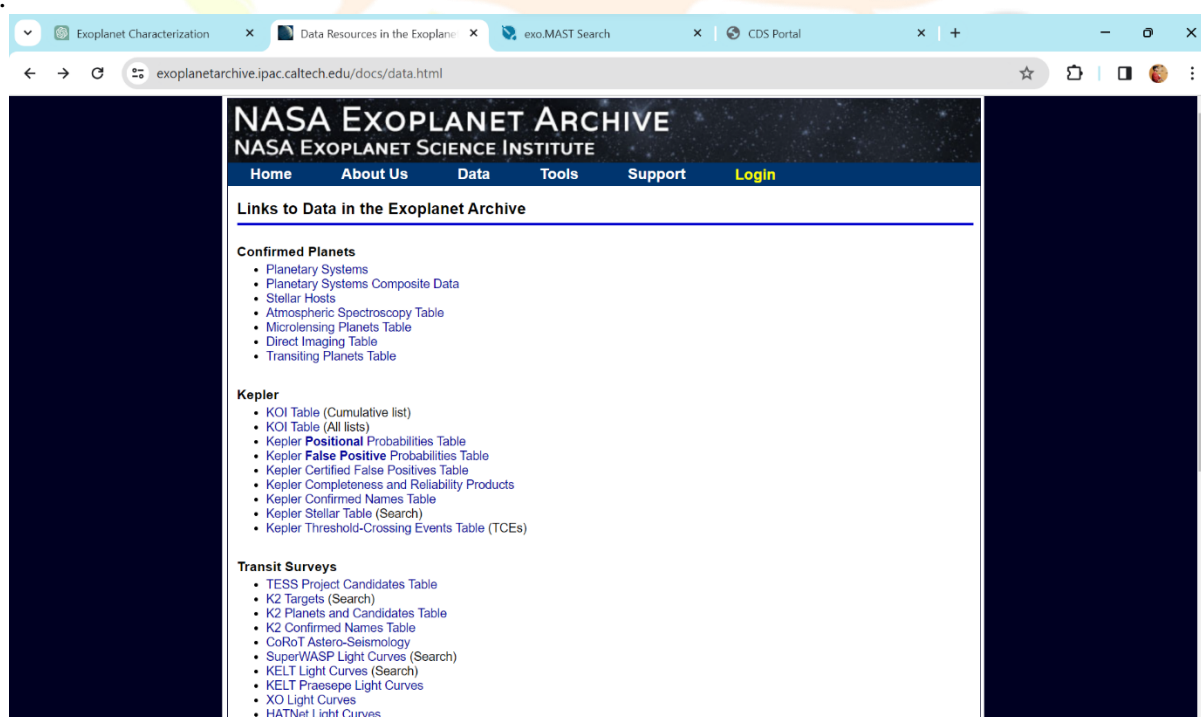 .
Exoplanet Characterization
Data Resources in the Exoplane
exo.MAST Search
CDS Portal
exoplanetarchive.ipac.caltech.edu/docs/data.html
NASA EXOPLANET ARCHIVE
NASA EXOPLANET SCIENCE INSTITUTE
Home About Us Data Tools Support Login
Links to Data in the Exoplanet Archive
Confirmed Planets
• Planetary Systems
• Planetary Systems Composite Data
• Stellar Hosts
• Atmospheric Spectroscopy Table
• Microlensing Planets Table
• Direct Imaging Table
• Transiting Planets Table
Kepler
• KOI Table (Cumulative list)
• KOI Table (All lists)
• Kepler Positional Probabilities Table
• Kepler False Positive Probabilities Table
• Kepler Certified False Positives Table
• Kepler Completeness and Reliability Products
• Kepler Confirmed Names Table
• Kepler Stellar Table (Search)
• Kepler Threshold-Crossing Events Table (TCEs)
Transit Surveys
• TESS Project Candidates Table
• K2 Targets (Search)
• K2 Planets and Candidates Table
• K2 Confirmed Names Table
• CoRoT Astero-Seismology
• SuperWASP Light Curves (Search)
• KELT Light Curves (Search)
• KELT Praesepe Light Curves
• XO Light Curves
• HATNet Light Curves